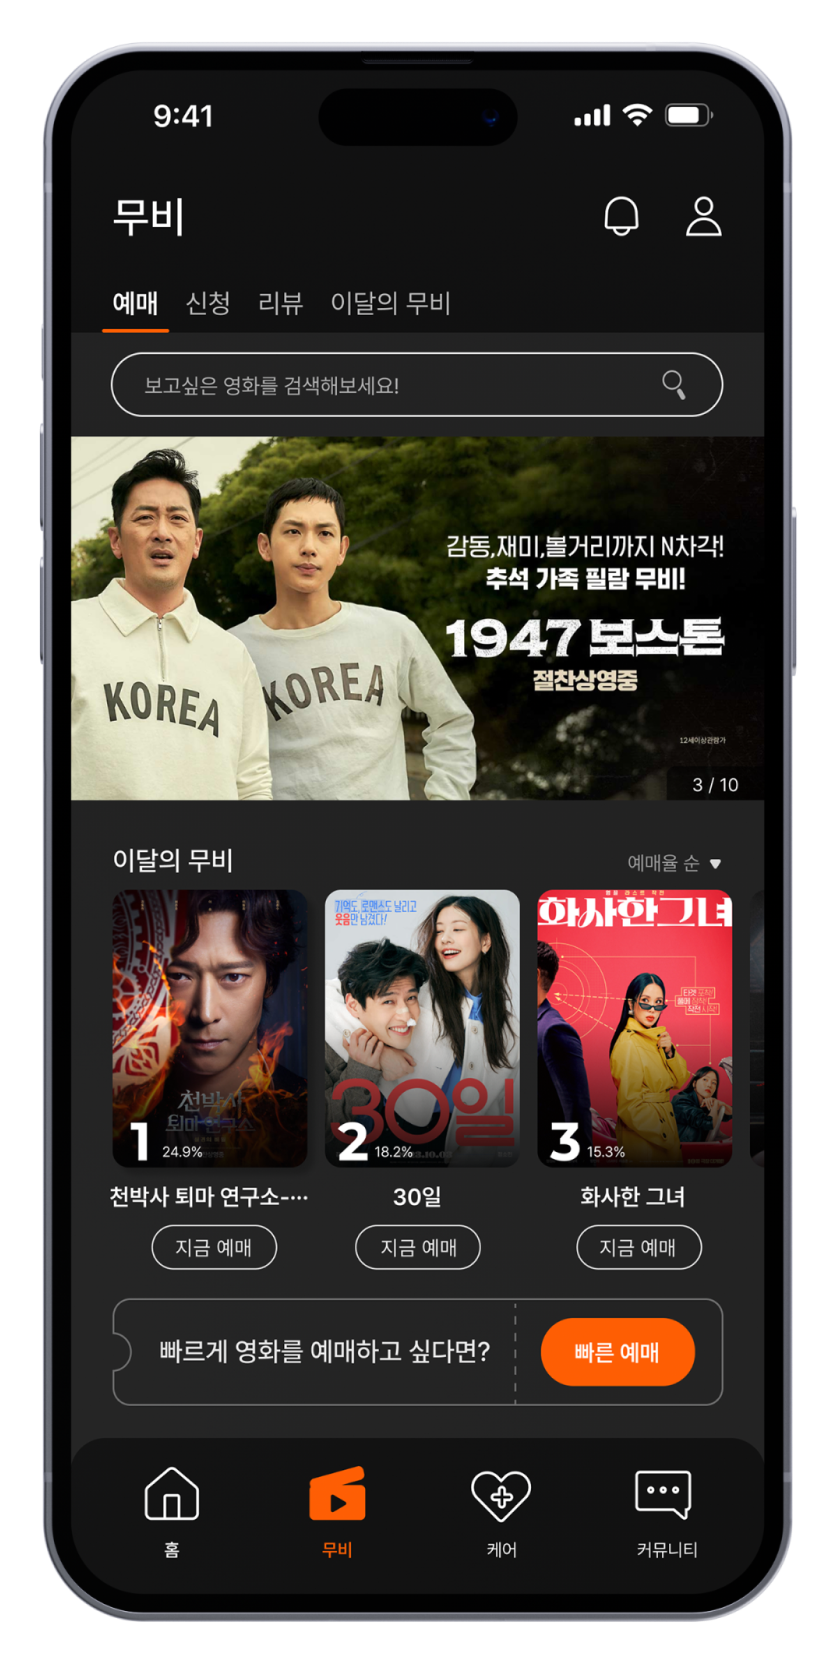 9:41
무비
예매 신청 리뷰 이달의 무비
보고싶은 영화를 검색해보세요!
감동,재미,볼거리까지 N차각!
추석 가족 필람 무비!
1947 보스톤
절찬상영중
12세이상관람가
KOREA
KOREA
3 / 10
이달의 무비
예매율 순 ▼
천박사
퇴마연구소
1 24.9%
기억도, 로맨스도 날리고
웃음만 남겼다!
30일
2 18.2%
화사한그녀
타겟 포착!
작전 시작!
3 15.3%
천박사 퇴마 연구소-⋯
30일
화사한 그녀
지금 예매
지금 예매
지금 예매
빠르게 영화를 예매하고 싶다면?
빠른 예매
홈
무비
케어
커뮤니티